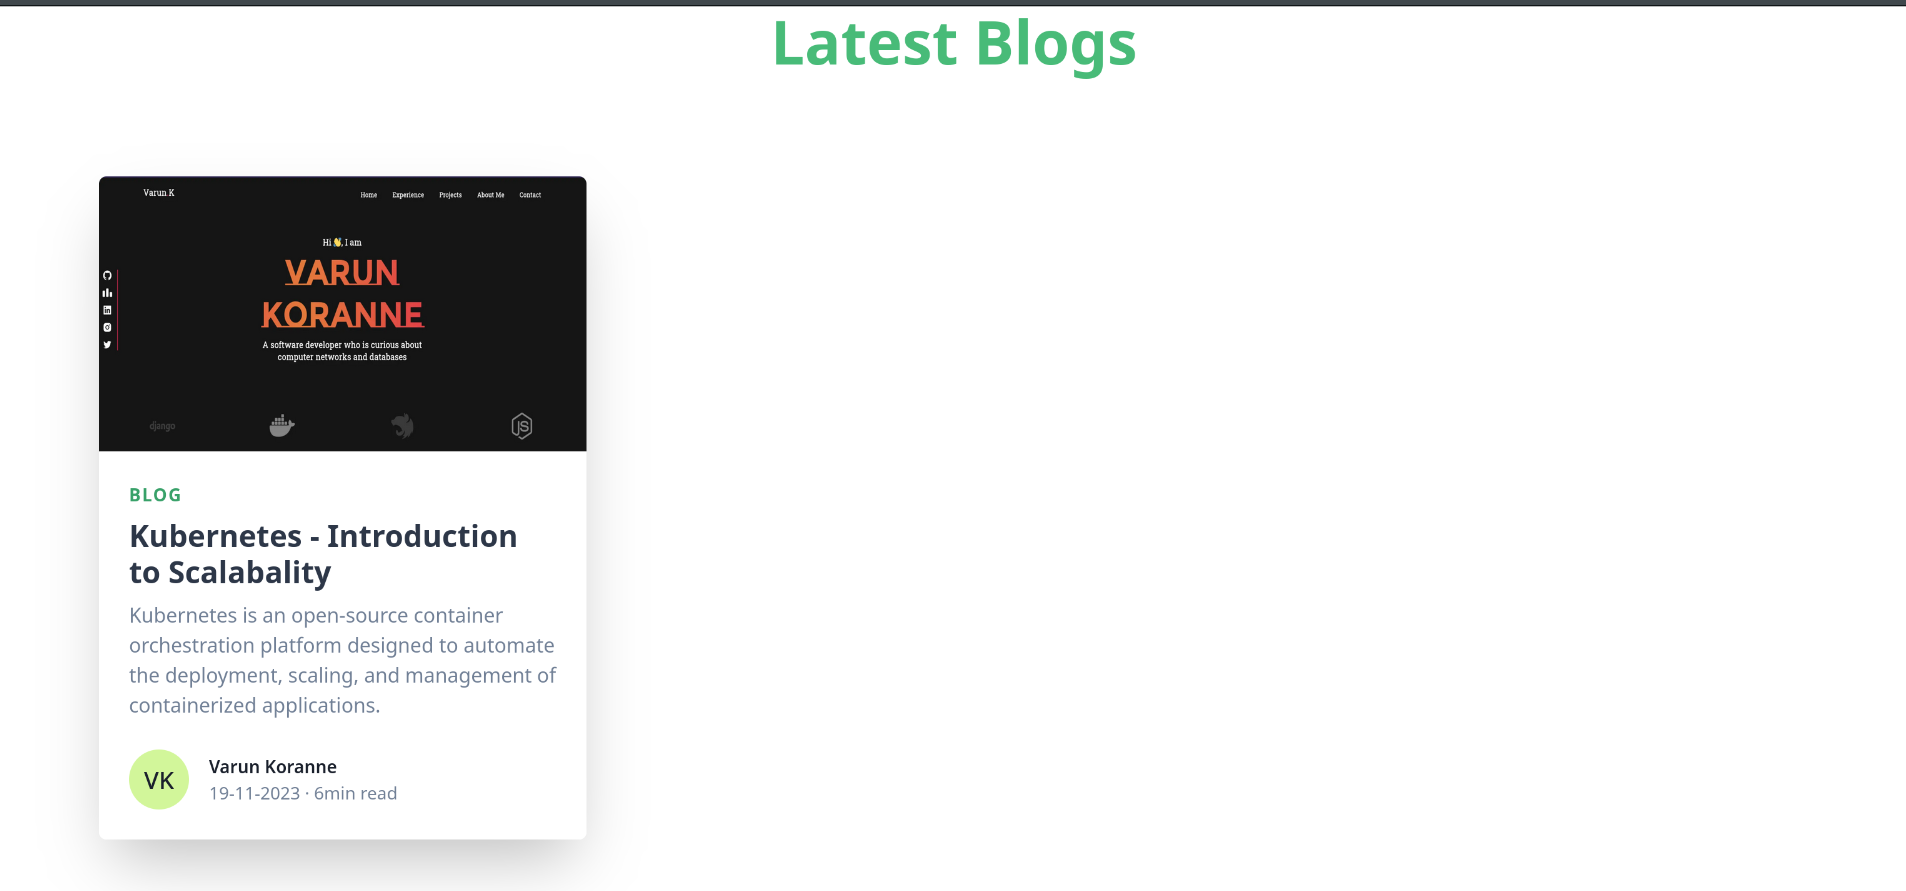 Latest Blogs
Varun K
Home Experience Projects About Me Contact
Hi 👋, I am
VARUN
KORANNE
A software developer who is curious about
computer networks and databases
django
JS
BLOG
Kubernetes - Introduction
to Scalabality
Kubernetes is an open-source container
orchestration platform designed to automate
the deployment, scaling, and management of
containerized applications.
VK
Varun Koranne
19-11-2023 · 6min read